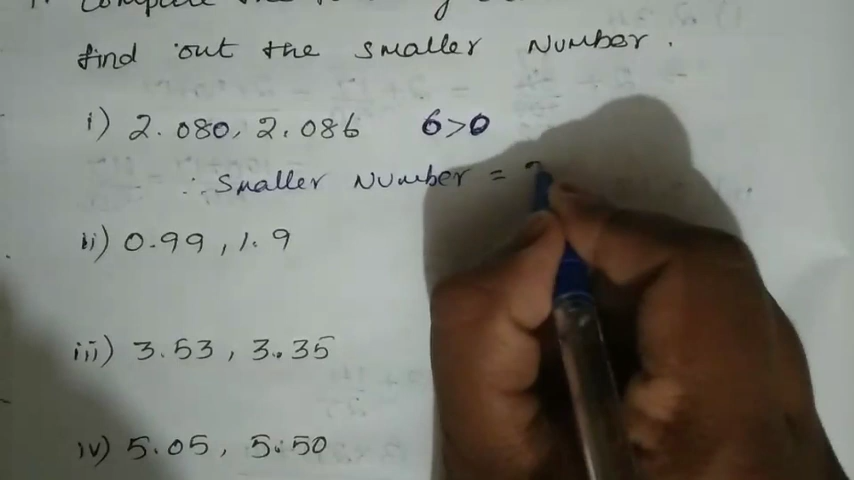 find out the smaller Number.
i) 2.080, 2.086 6>0
∴ Smaller Number =
ii) 0.99, 1.9
iii) 3.53, 3.35
iv) 5.05, 5.50